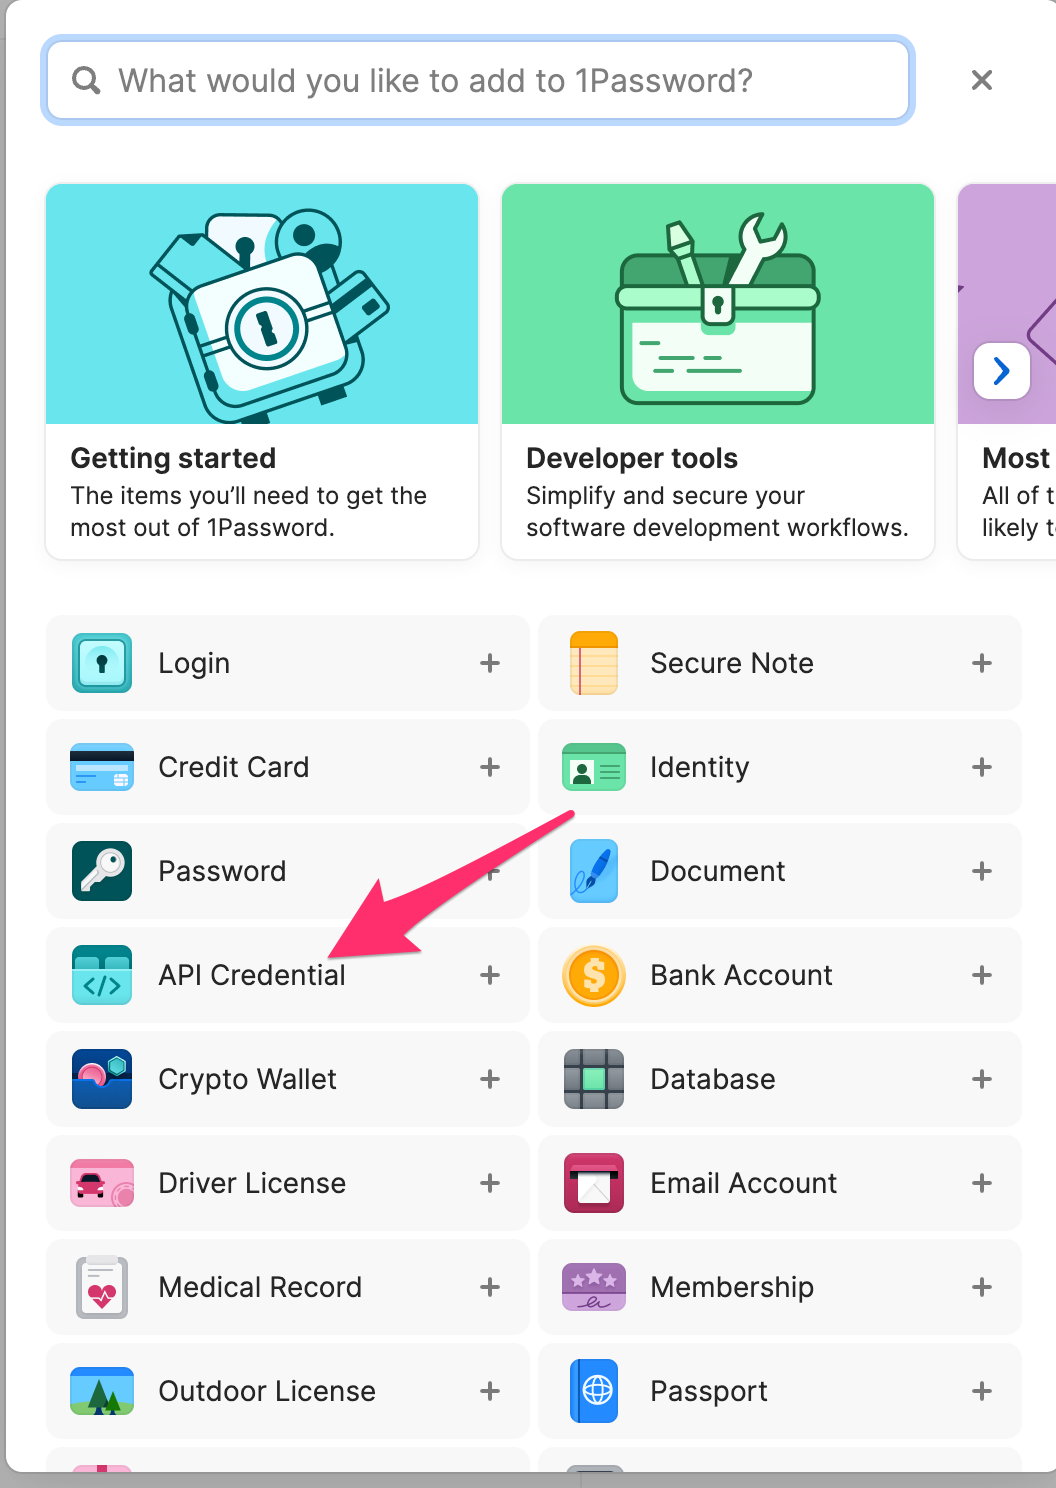 What would you like to add to 1Password?
Getting started
The items you’ll need to get the
most out of 1Password.
Developer tools
Simplify and secure your
software development workflows.
Most
All of t
likely t
Login
Secure Note
Credit Card
Identity
Password
Document
API Credential
Bank Account
Crypto Wallet
Database
Driver License
Email Account
Medical Record
Membership
Outdoor License
Passport